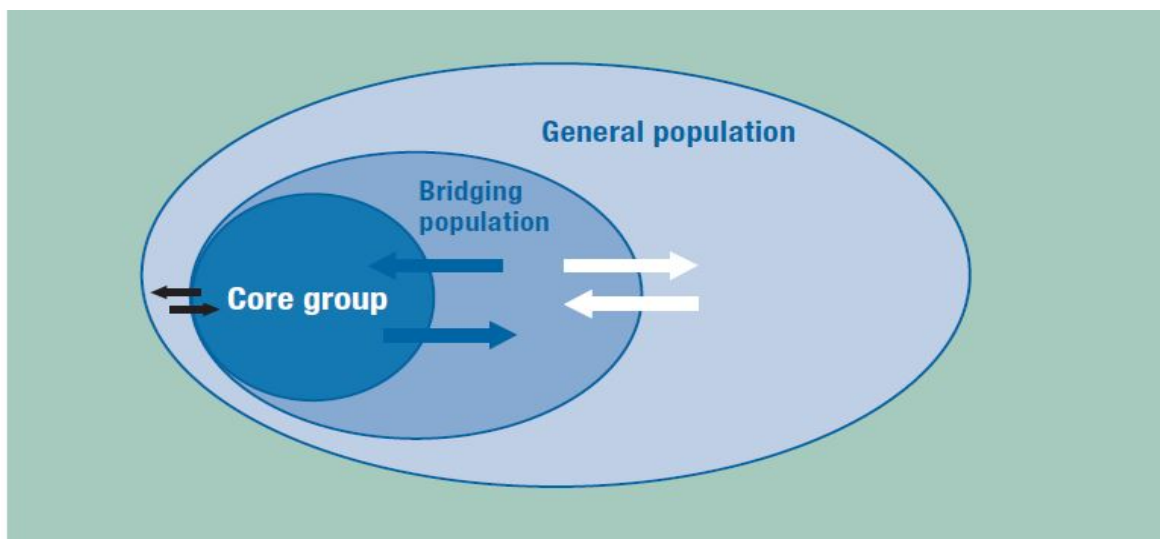 General population
Bridging
population
Core group